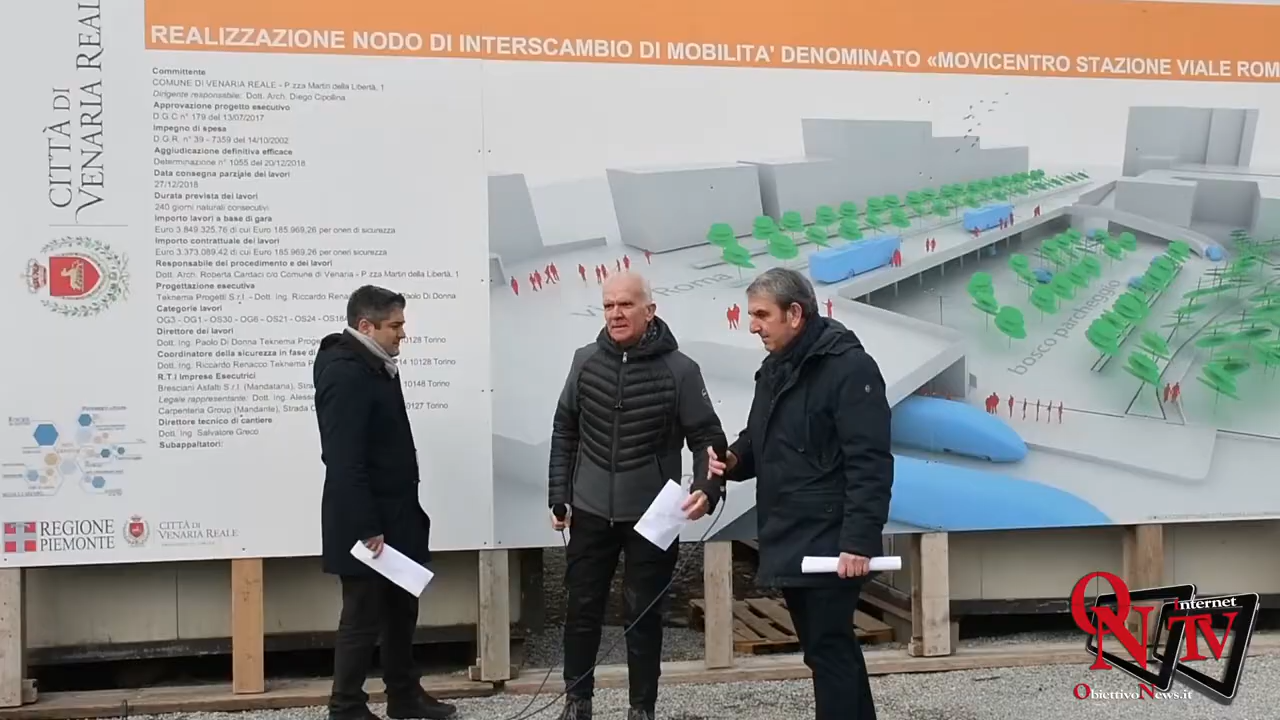 CITTÀ DI
VENARIA REALE
REALIZZAZIONE NODO DI INTERSCAMBIO DI MOBILITA' DENOMINATO «MOVICENTRO STAZIONE VIALE ROM
Committente
COMUNE DI VENARIA REALE - P.zza Martiri della Libertà, 1
Dirigente responsabile: Dott. Arch. Diego Cipollina
Approvazione progetto esecutivo
D.G.C n° 179 del 13/07/2017
Impegno di spesa
D.G.R. n° 39 - 7359 del 14/10/2002
Aggiudicazione definitiva efficace
Determinazione n° 1055 del 20/12/2018
Data consegna parziale dei lavori
27/12/2018
Durata prevista dei lavori
240 giorni naturali consecutivi
Importo lavori a base di gara
Euro 3.849.325,76 di cui Euro 185.969,26 per oneri di sicurezza
Importo contrattuale dei lavori
Euro 3.373.089,42 di cui Euro 185.969,26 per oneri di sicurezza
Responsabile del procedimento e dei lavori
Dott. Arch. Roberta Cardaci c/o Comune di Venaria - P.zza Martiri della Libertà, 1
Progettazione esecutiva
Teknema Progetti S.r.l. - Dott. Ing. Riccardo Rena Paolo Di Donna
Categorie lavori
OG3 - OG1 - OS30 - OG6 - OS21 - OS24 - OS18A
Direttore dei lavori
Dott. Ing. Paolo Di Donna Teknema Proge 10128 Torino
Coordinatore della sicurezza in fase di
Dott. Ing. Riccardo Renacco Teknema P 14 10128 Torino
R.T.I Imprese Esecutrici
Bresciani Asfalti S.r.l. (Mandataria), Stra 10148 Torino
Legale rappresentante: Dott. Ing. Aless
Carpenteria Group (Mandante), Strada C 10127 Torino
Direttore tecnico di cantiere
Dott. Ing. Salvatore Greco
Subappaltatori:
Roma
bosco parcheggio
REGIONE
PIEMONTE
CITTÀ DI
VENARIA REALE
ON
internet
TV
ObiettivoNews.it